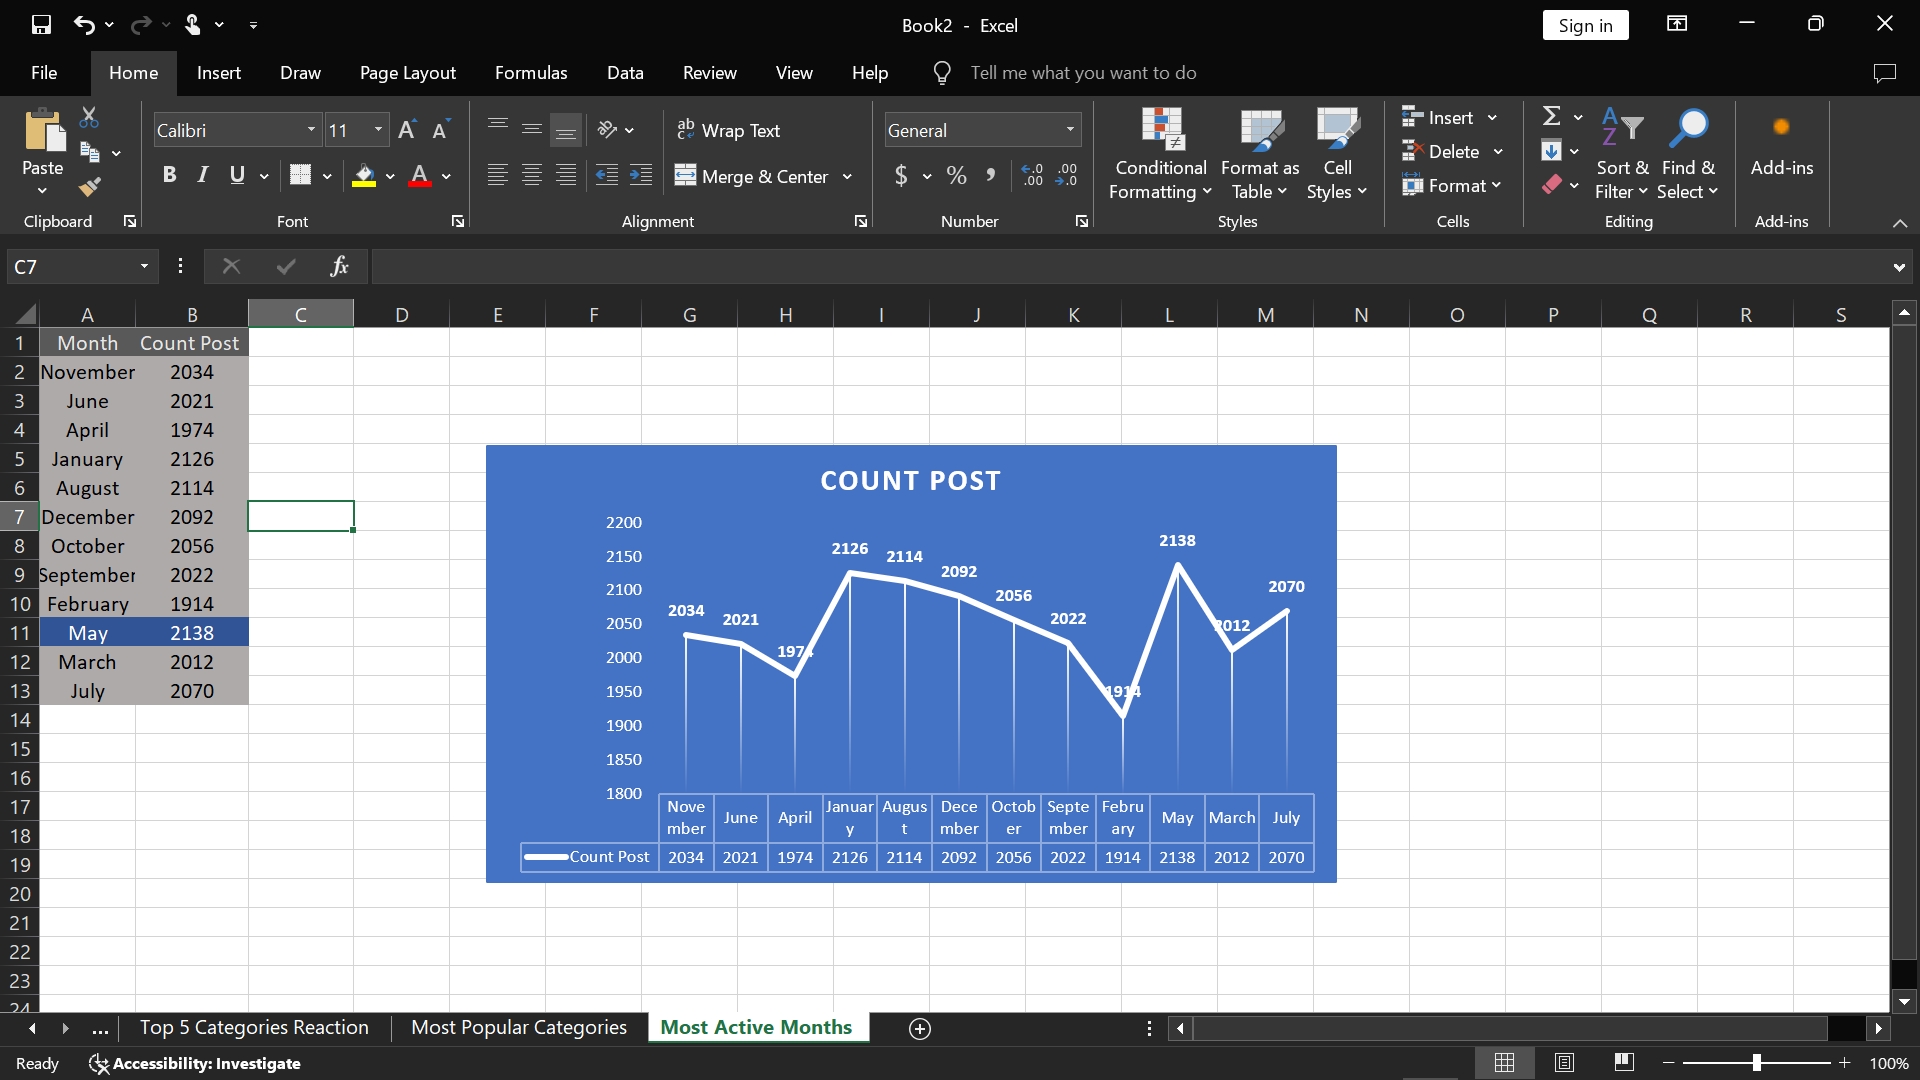 Book2 - Excel
Sign in
File Home Insert Draw Page Layout Formulas Data Review View Help Tell me what you want to do
Paste
Clipboard
Calibri 11
B I U A
Font
Wrap Text
Merge & Center
Alignment
General
$ % ,
Number
Conditional Formatting
Format as Table
Cell Styles
Styles
Insert
Delete
Format
Cells
Sort & Filter
Find & Select
Editing
Add-ins
Add-ins
C7 fx
A B C D E F G H I J K L M N O P Q R S
1 Month Count Post
2 November 2034
3 June 2021
4 April 1974
5 January 2126
6 August 2114
7 December 2092
8 October 2056
9 September 2022
10 February 1914
11 May 2138
12 March 2012
13 July 2070
14
15
16
17
18
19
20
21
22
23
24
COUNT POST
2200
2150
2100
2050
2000
1950
1900
1850
1800
2034 2021 1974 2126 2114 2092 2056 2022 1914 2138 2012 2070
November June April January August December October September February May March July
Count Post 2034 2021 1974 2126 2114 2092 2056 2022 1914 2138 2012 2070
... Top 5 Categories Reaction Most Popular Categories Most Active Months
Ready Accessibility: Investigate 100%